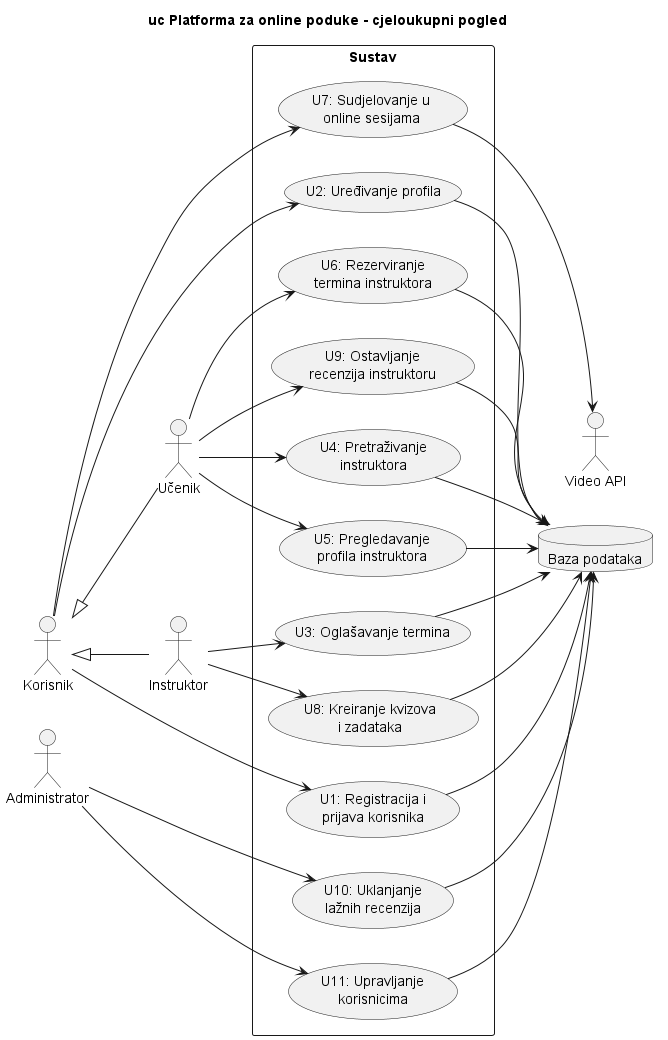 uc Platforma za online poduke - cjeloukupni pogled
Sustav
U7: Sudjelovanje u
online sesijama
U2: Uređivanje profila
U6: Rezerviranje
termina instruktora
U9: Ostavljanje
recenzija instruktoru
U4: Pretraživanje
instruktora
U5: Pregledavanje
profila instruktora
U3: Oglašavanje termina
U8: Kreiranje kvizova
i zadataka
U1: Registracija i
prijava korisnika
U10: Uklanjanje
lažnih recenzija
U11: Upravljanje
korisnicima
Učenik
Korisnik
Instruktor
Administrator
Video API
Baza podataka